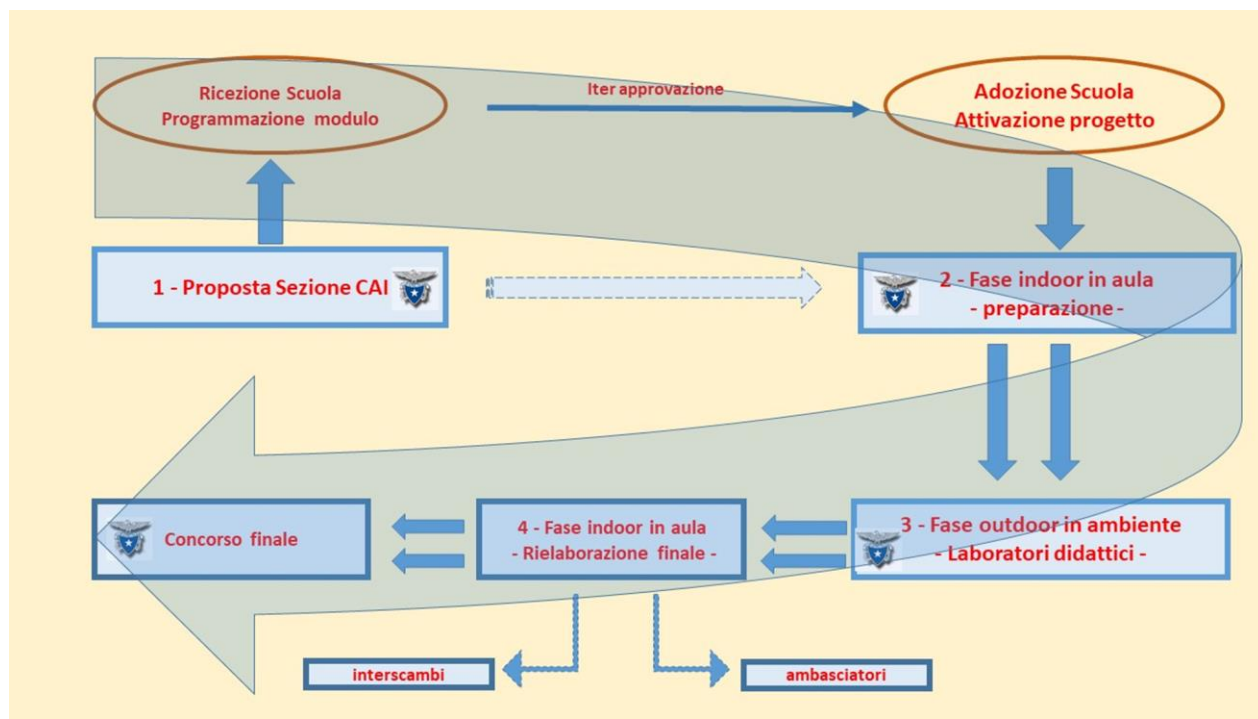 Ricezione Scuola
Programmazione modulo
Iter approvazione
Adozione Scuola
Attivazione progetto
1 - Proposta Sezione CAI
2 - Fase indoor in aula
- preparazione -
3 - Fase outdoor in ambiente
- Laboratori didattici -
4 - Fase indoor in aula
- Rielaborazione finale -
Concorso finale
interscambi
ambasciatori